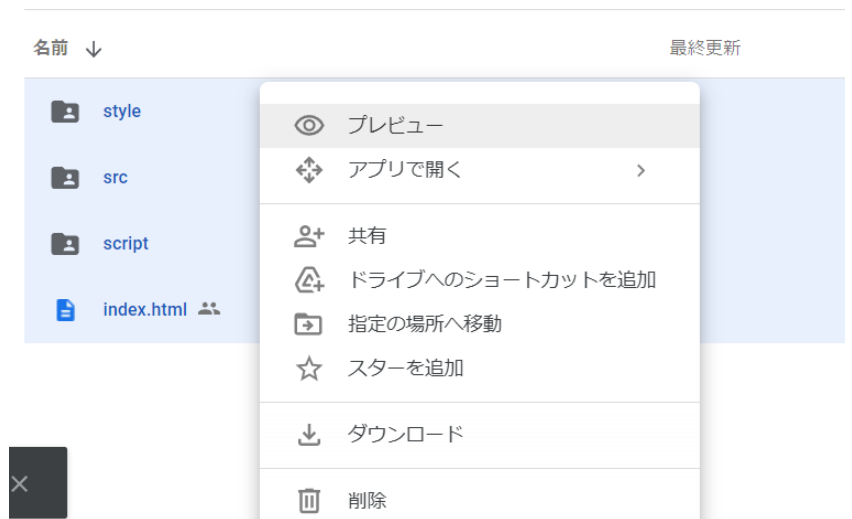 名前
最終更新
style
src
script
index.html
プレビュー
アプリで開く
共有
ドライブへのショートカットを追加
指定の場所へ移動
スターを追加
ダウンロード
削除